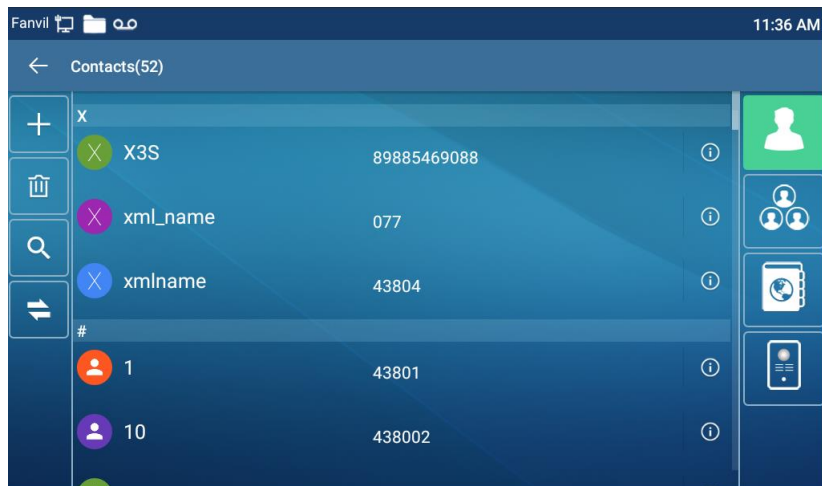 Fanvil 11:36 AM
Contacts(52)
X
X X3S 89885469088
X xml_name 077
X xmlname 43804
#
1 43801
10 438002